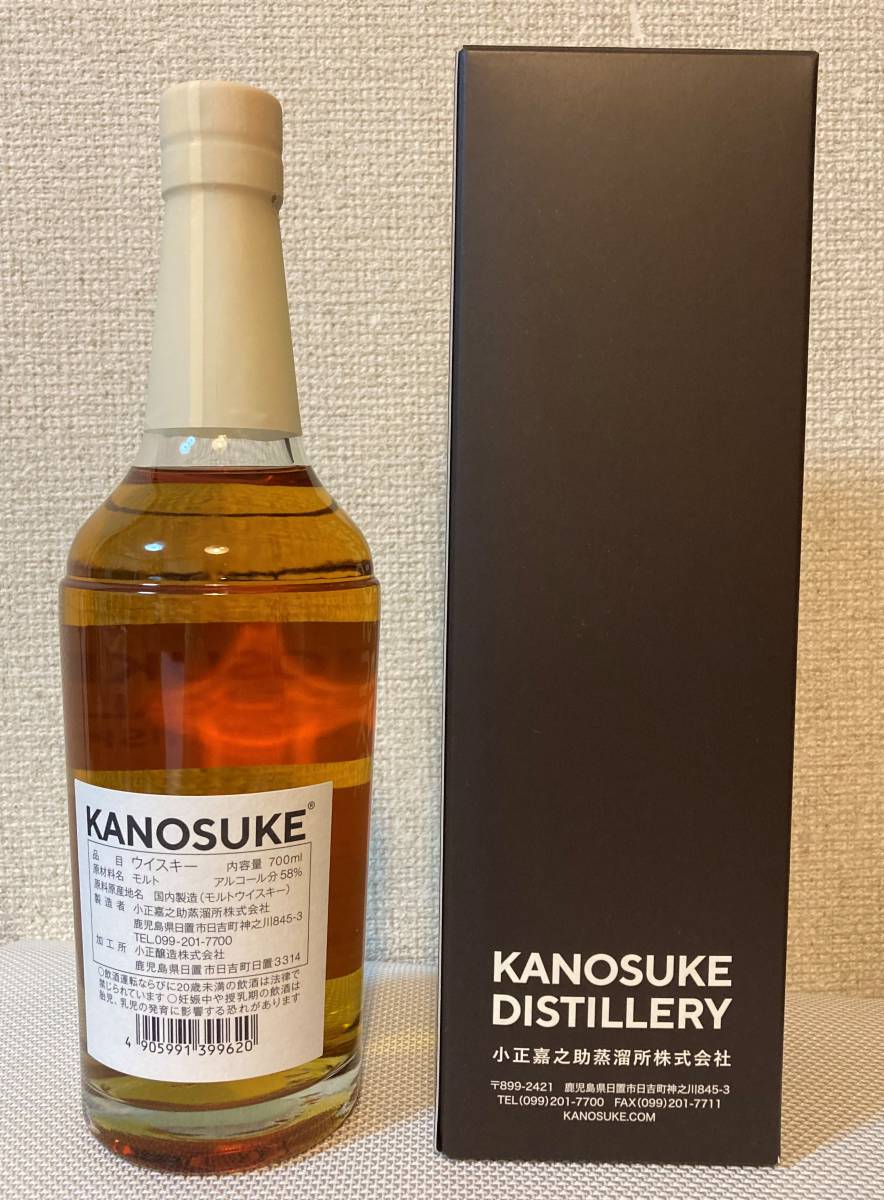 KANOSUKE®
品目 ウイスキー 内容量 700ml
原材料名 モルト アルコール分58%
原料原産地名 国内製造(モルトウイスキー)
製造者 小正嘉之助蒸溜所株式会社
鹿児島県日置市日吉町神之川845-3
TEL.099-201-7700
加工所 小正醸造株式会社
鹿児島県日置市日吉町日置3314
○飲酒運転ならびに20歳未満の飲酒は法律で
禁じられています ○妊娠中や授乳期の飲酒は
胎児、乳児の発育に影響する恐れがあります
4 905991 399620
KANOSUKE
DISTILLERY
小正嘉之助蒸溜所株式会社
〒899-2421 鹿児島県日置市日吉町神之川845-3
TEL(099)201-7700 FAX(099)201-7711
KANOSUKE.COM